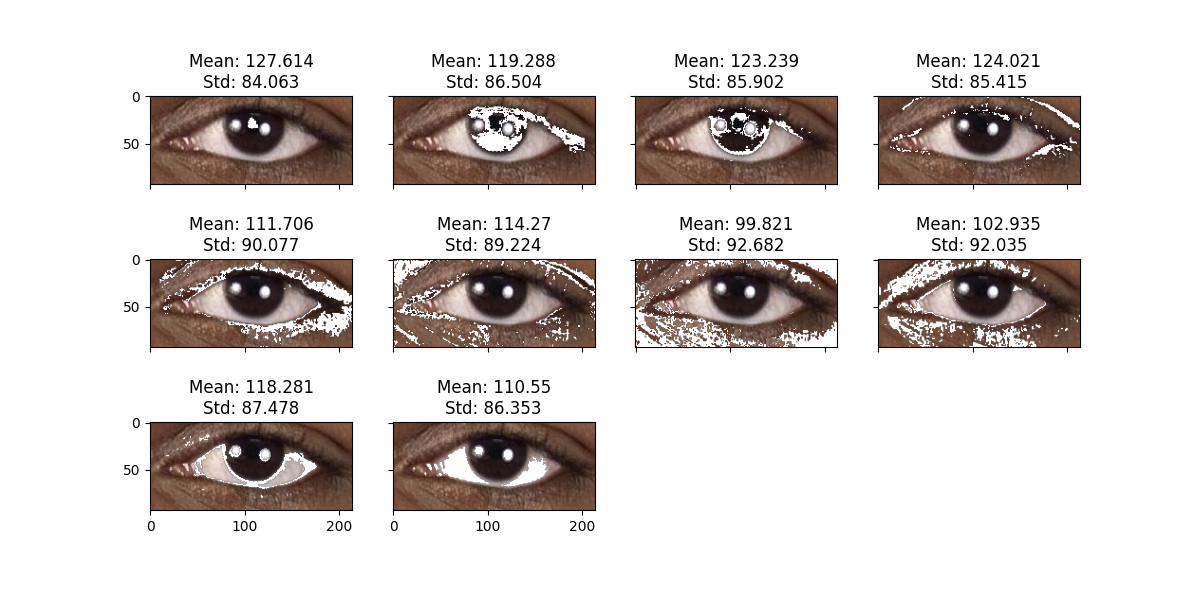 Mean: 127.614
Std: 84.063
Mean: 119.288
Std: 86.504
Mean: 123.239
Std: 85.902
Mean: 124.021
Std: 85.415
0
50
Mean: 111.706
Std: 90.077
Mean: 114.27
Std: 89.224
Mean: 99.821
Std: 92.682
Mean: 102.935
Std: 92.035
0
50
Mean: 118.281
Std: 87.478
Mean: 110.55
Std: 86.353
0
50
0 100 200
0 100 200